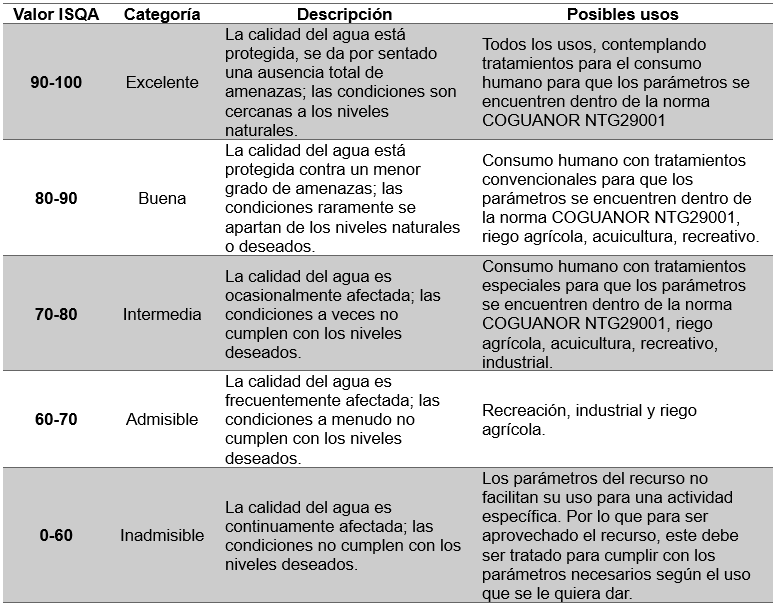 Valor ISQA Categoría Descripción Posibles usos
90-100
Excelente
La calidad del agua está
protegida, se da por sentado
una ausencia total de
amenazas; las condiciones son
cercanas a los niveles
naturales.
Todos los usos, contemplando
tratamientos para el consumo
humano para que los parámetros se
encuentren dentro de la norma
COGUANOR NTG29001
80-90
Buena
La calidad del agua está
protegida contra un menor
grado de amenazas; las
condiciones raramente se
apartan de los niveles naturales
o deseados.
Consumo humano con tratamientos
convencionales para que los
parámetros se encuentren dentro de
la norma COGUANOR NTG29001,
riego agrícola, acuicultura, recreativo.
70-80
Intermedia
La calidad del agua es
ocasionalmente afectada; las
condiciones a veces no
cumplen con los niveles
deseados.
Consumo humano con tratamientos
especiales para que los parámetros
se encuentren dentro de la norma
COGUANOR NTG29001, riego
agrícola, acuicultura, recreativo,
industrial.
60-70
Admisible
La calidad del agua es
frecuentemente afectada; las
condiciones a menudo no
cumplen con los niveles
deseados.
Recreación, industrial y riego
agrícola.
0-60
Inadmisible
La calidad del agua es
continuamente afectada; las
condiciones no cumplen con los
niveles deseados.
Los parámetros del recurso no
facilitan su uso para una actividad
específica. Por lo que para ser
aprovechado el recurso, este debe
ser tratado para cumplir con los
parámetros necesarios según el uso
que se le quiera dar.